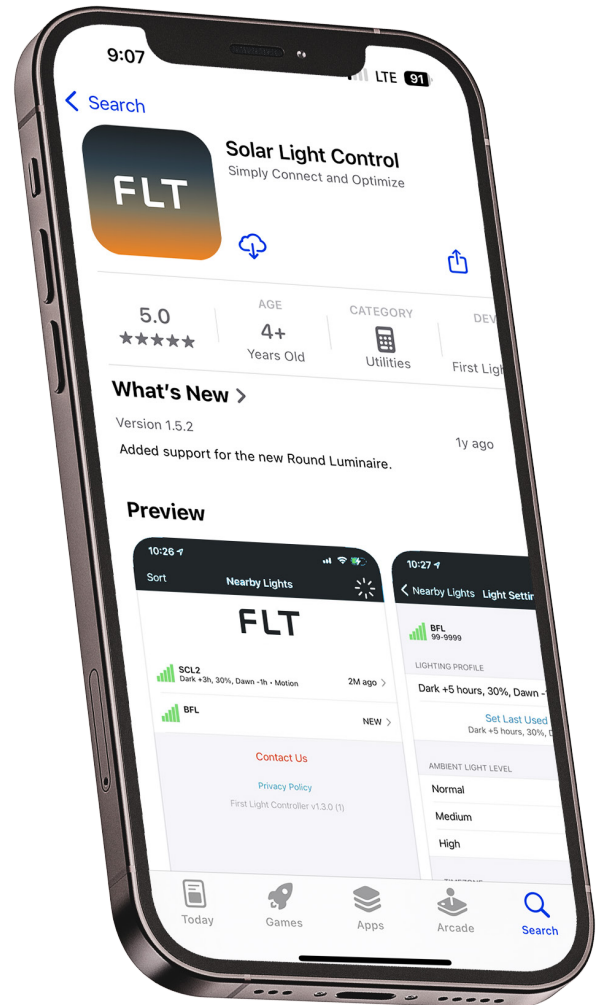 9:07
LTE 91
Search
FLT
Solar Light Control
Simply Connect and Optimize
5.0
AGE
4+
Years Old
CATEGORY
Utilities
DEV
First Ligh
What's New
Version 1.5.2
1y ago
Added support for the new Round Luminaire.
Preview
10:26
Sort
Nearby Lights
FLT
SCL2
Dark +3h, 30%, Dawn -1h • Motion
2M ago
BFL
NEW
Contact Us
Privacy Policy
First Light Controller v1.3.0 (1)
10:27
Nearby Lights
Light Settin
BFL
99-9999
LIGHTING PROFILE
Dark +5 hours, 30%, Dawn -
Set Last Used
Dark +5 hours, 30%,
AMBIENT LIGHT LEVEL
Normal
Medium
High
Today
Games
Apps
Arcade
Search